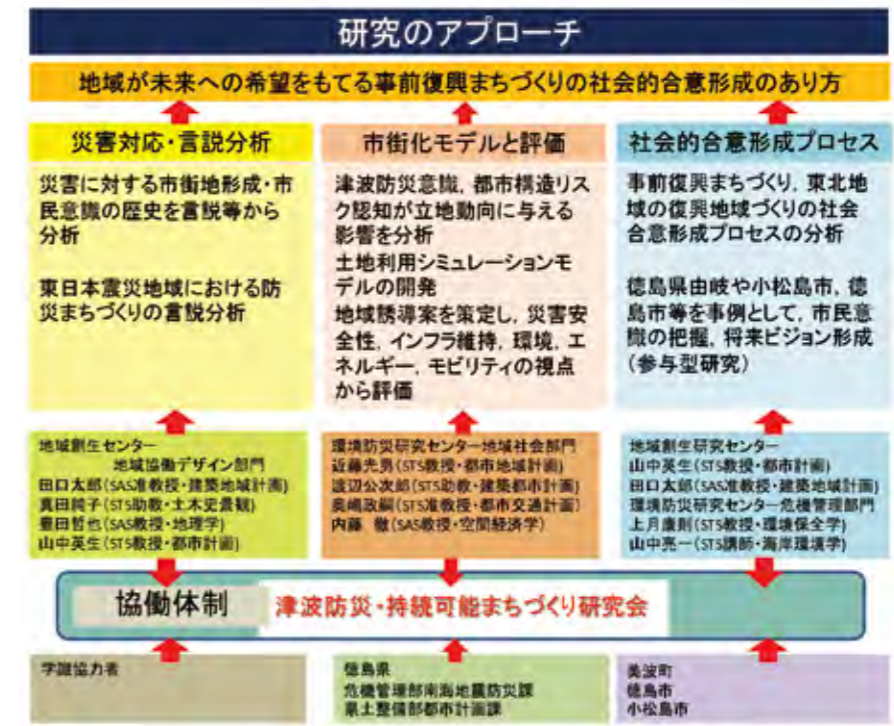 研究のアプローチ
地域が未来への希望をもてる事前復興まちづくりの社会的合意形成のあり方
災害対応・言説分析
災害に対する市街地形成・市
民意識の歴史を言説等から
分析
東日本震災地域における防
災まちづくりの言説分析
市街化モデルと評価
津波防災意識，都市構造リス
ク認知が立地動向に与える
影響を分析
土地利用シミュレーションモ
デルの開発
地域誘導案を策定し，災害安
全性，インフラ維持，環境，エ
ネルギー，モビリティの視点
から評価
社会的合意形成プロセス
事前復興まちづくり，東北地
域の復興地域づくりの社会
合意形成プロセスの分析
徳島県由岐や小松島市，徳
島市等を事例として，市民意
識の把握，将来ビジョン形成
（参与型研究）
地域創生センター
地域協働デザイン部門
田口太郎(SAS准教授・建築地域計画)
真田純子(STS助教・土木史景観)
豊田哲也(SAS教授・地理学)
山中英生(STS教授・都市計画)
環境防災研究センター地域社会部門
近藤光男(STS教授・都市地域計画)
渡辺公次郎(STS助教・建築都市計画)
奥嶋政嗣(STS准教授・都市交通計画)
内藤　徹(SAS教授・空間経済学)
地域創生研究センター
山中英生(STS教授・都市計画)
田口太郎(SAS准教授・建築地域計画)
環境防災研究センター危機管理部門
上月康則(STS教授・環境保全学)
山中亮一(STS講師・海岸環境学)
協働体制
津波防災・持続可能まちづくり研究会
学識協力者
徳島県
危機管理部南海地震防災課
県土整備部都市計画課
美波町
徳島市
小松島市